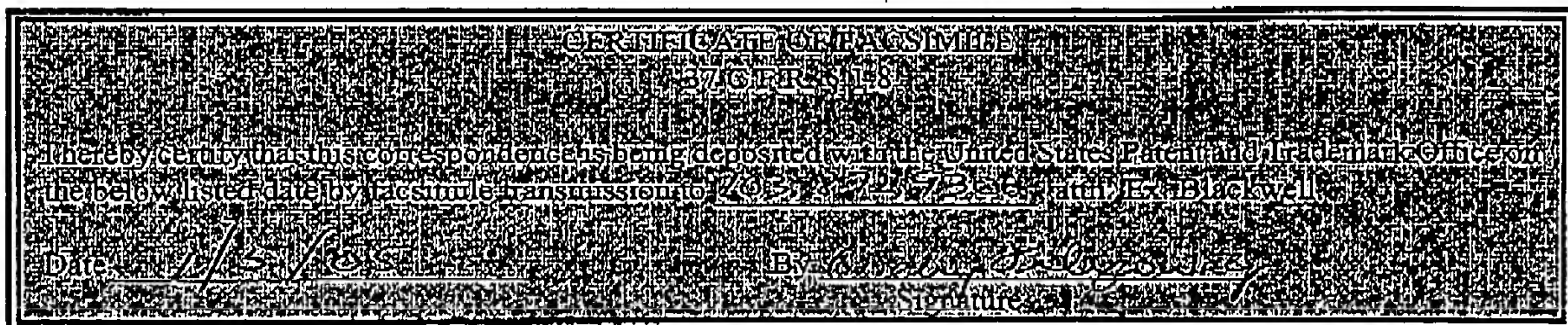 CERTIFICATE OF FACSIMILE
37 C.F.R. § 1.8
I hereby certify that this correspondence is being deposited with the United States Patent and Trademark Office on
the below listed date by facsimile transmission to 703 attn: Ex. Blackwell
Date By
Signature